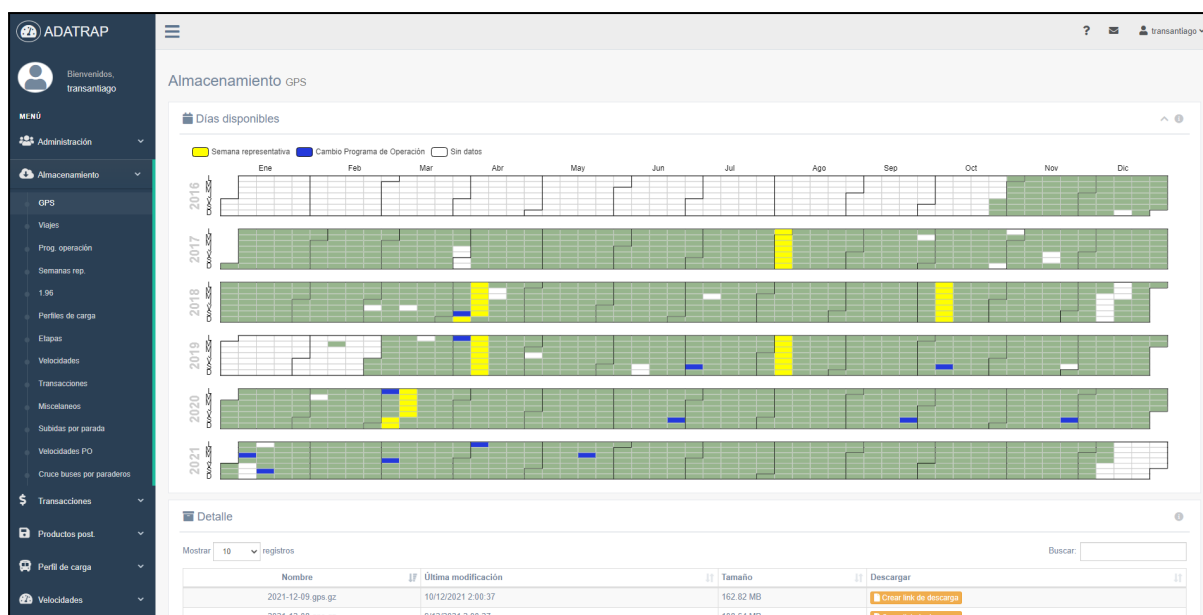 ADATRAP
? transantiago
Bienvenidos,
transantiago
MENÚ
Administración
Almacenamiento
GPS
Viajes
Prog. operación
Semanas rep.
1.96
Perfiles de carga
Etapas
Velocidades
Transacciones
Miscelaneos
Subidas por parada
Velocidades PO
Cruce buses por paraderos
Transacciones
Productos post.
Perfil de carga
Velocidades
Almacenamiento GPS
Días disponibles
Semana representativa Cambio Programa de Operación Sin datos
Ene Feb Mar Abr May Jun Jul Ago Sep Oct Nov Dic
2016
2017
2018
2019
2020
2021
Detalle
Mostrar 10 registros Buscar:
Nombre Última modificación Tamaño Descargar
2021-12-09.gps.gz 10/12/2021 2:00:37 162.82 MB Crear link de descarga